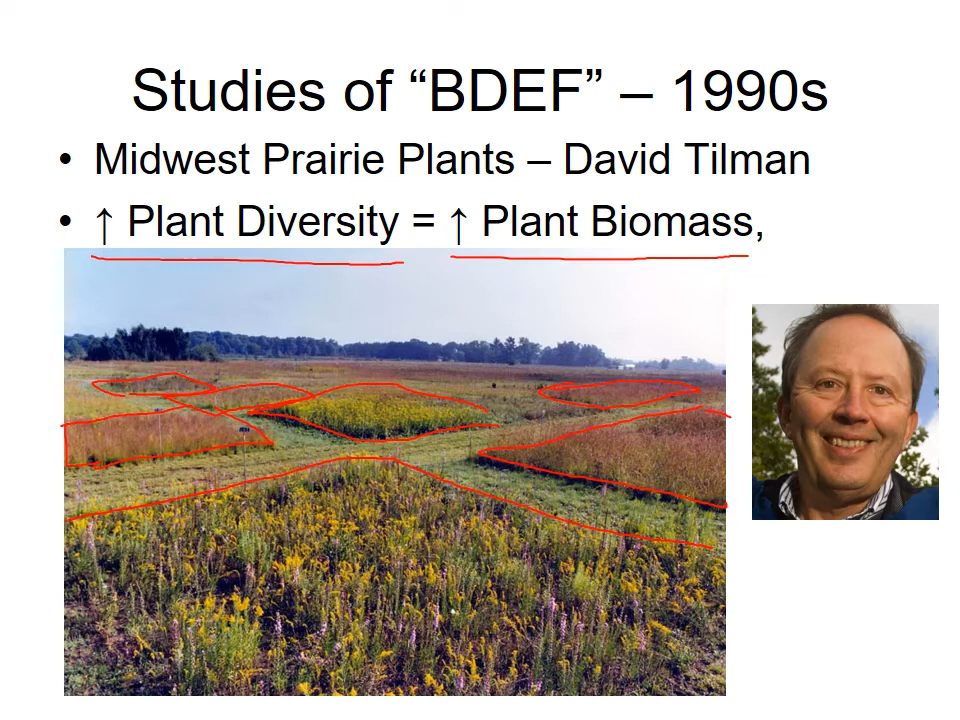 Studies of “BDEF” – 1990s
• Midwest Prairie Plants – David Tilman
• ↑ Plant Diversity = ↑ Plant Biomass,